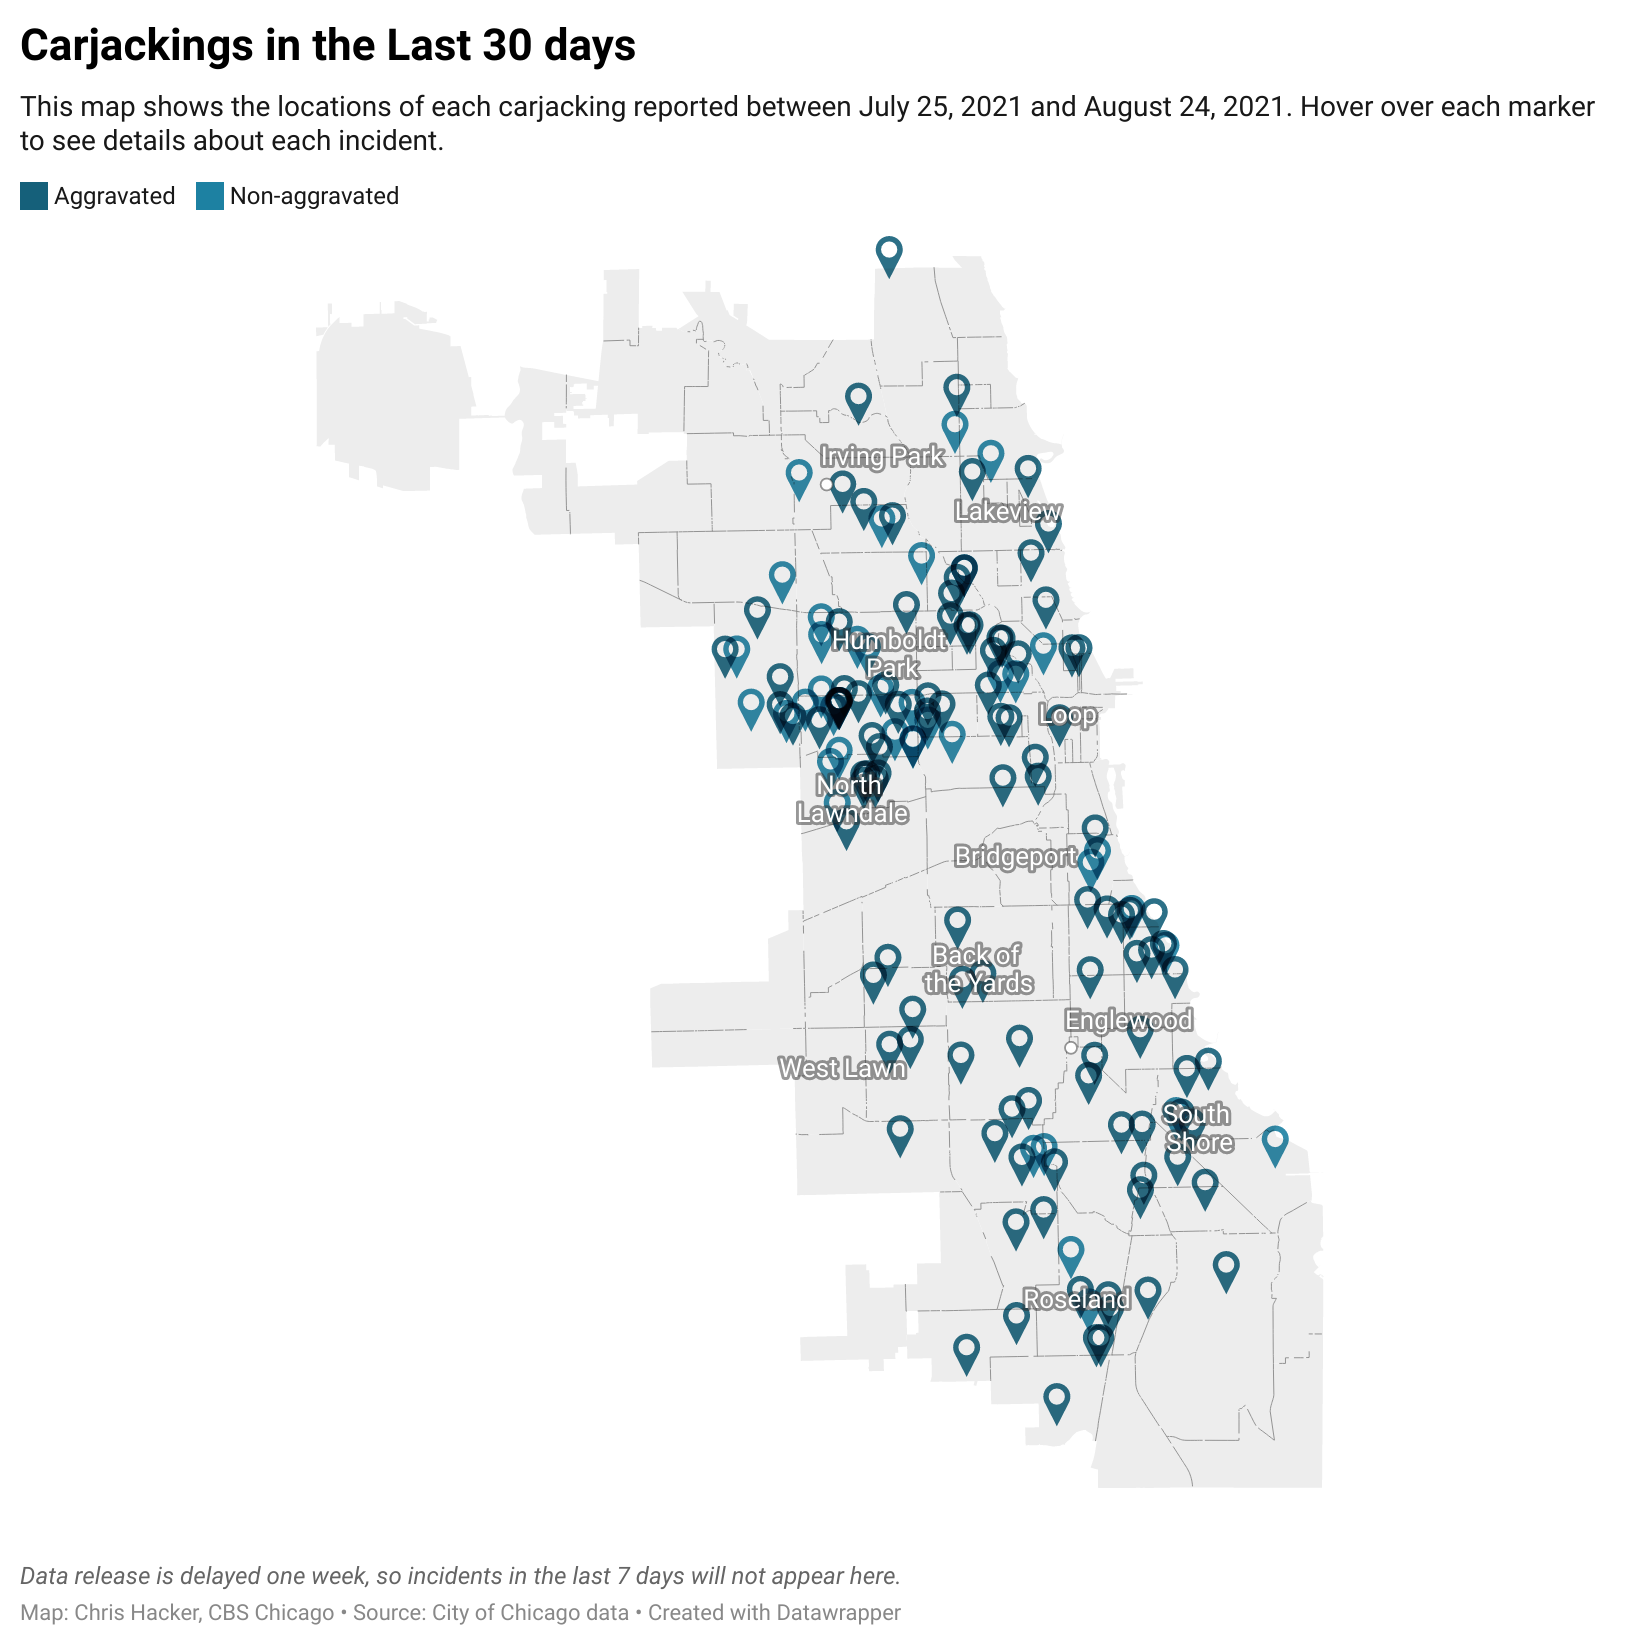 Carjackings in the Last 30 days
This map shows the locations of each carjacking reported between July 25, 2021 and August 24, 2021. Hover over each marker
to see details about each incident.
Aggravated Non-aggravated
Irving Park
Lakeview
Humboldt
Park
Loop
North
Lawndale
Bridgeport
Back of
the Yards
Englewood
West Lawn
South
Shore
Roseland
Data release is delayed one week, so incidents in the last 7 days will not appear here.
Map: Chris Hacker, CBS Chicago • Source: City of Chicago data • Created with Datawrapper